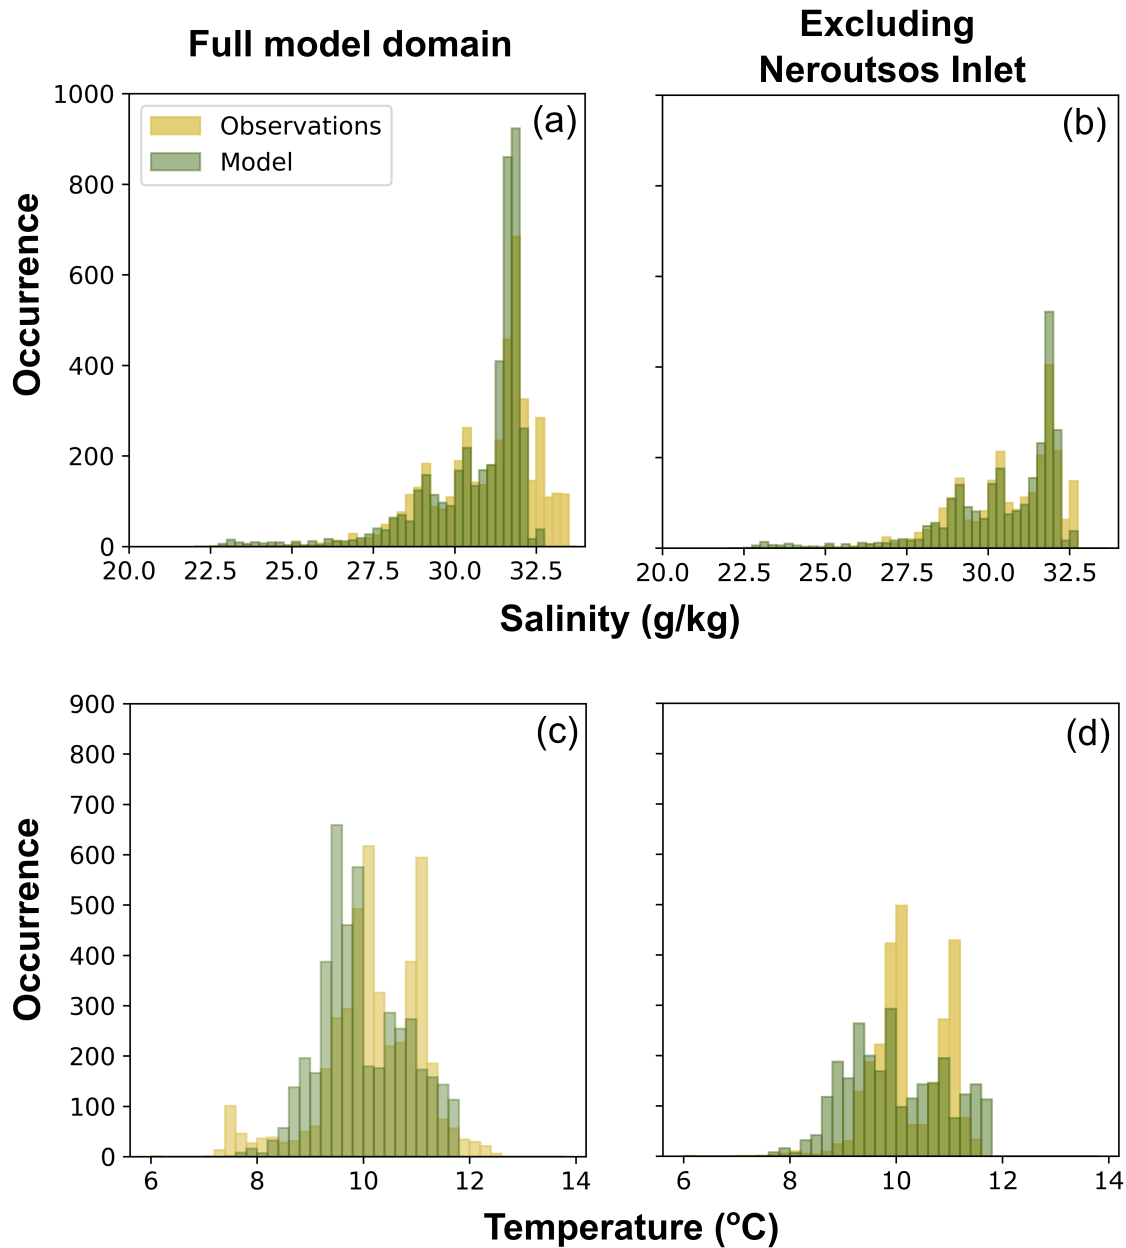 Full model domain
Excluding
Neroutsos Inlet
1000
800
600
400
200
0
Occurrence
Observations
Model
(a)
(b)
20.0 22.5 25.0 27.5 30.0 32.5
20.0 22.5 25.0 27.5 30.0 32.5
Salinity (g/kg)
900
800
700
600
500
400
300
200
100
0
Occurrence
(c)
(d)
6 8 10 12 14
6 8 10 12 14
Temperature (ºC)